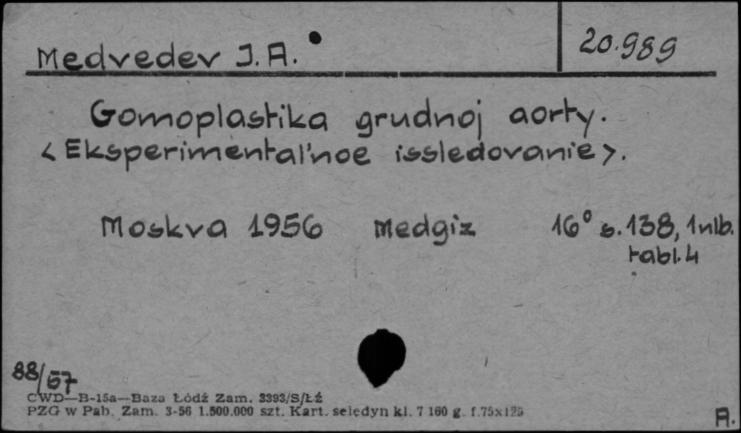 Medvedev J.A.
20.989
Gomoplastika grudnoj aorty.
<Eksperimental'noe issledovanie>.
Moskva 1956 Medgiz 16° s.138, 1nlb.
tabl.4
88/57
CWD—B-15a—Baza Łódź Zam. 3393/S/Łź
PZG w Pab. Zam. 3-56 1.500.000 szt. Kart. seledyn kl. 7 160 g. f.75x125
A.